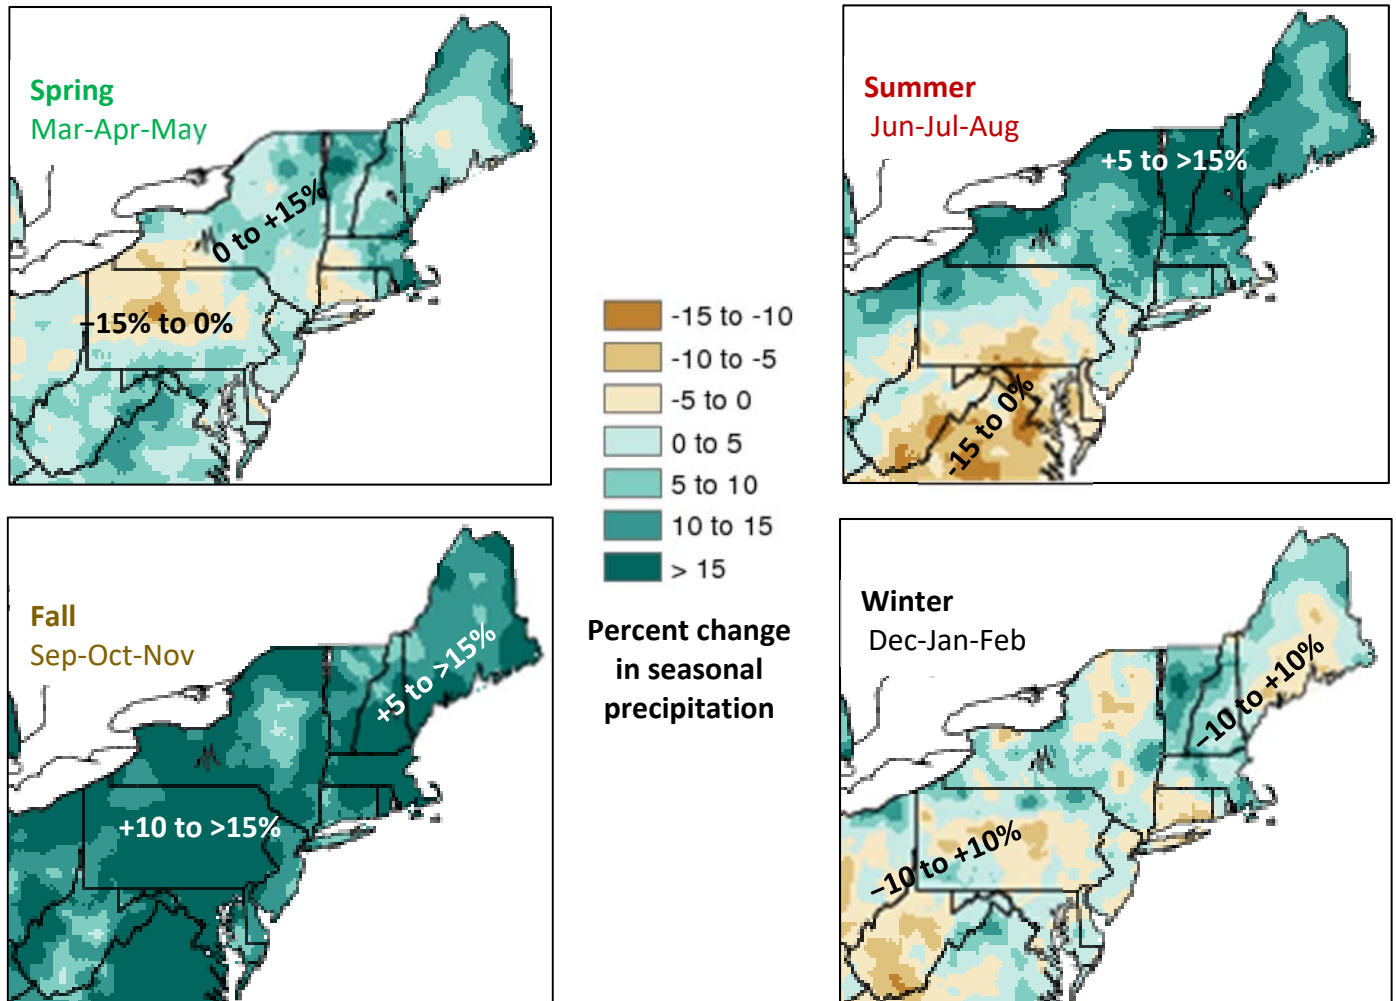 Spring
Mar-Apr-May
0 to +15%
–15% to 0%
Summer
Jun-Jul-Aug
+5 to >15%
-15 to 0%
-15 to -10
-10 to -5
-5 to 0
0 to 5
5 to 10
10 to 15
> 15
Percent change
in seasonal
precipitation
Fall
Sep-Oct-Nov
+5 to >15%
+10 to >15%
Winter
Dec-Jan-Feb
–10 to +10%
–10 to +10%